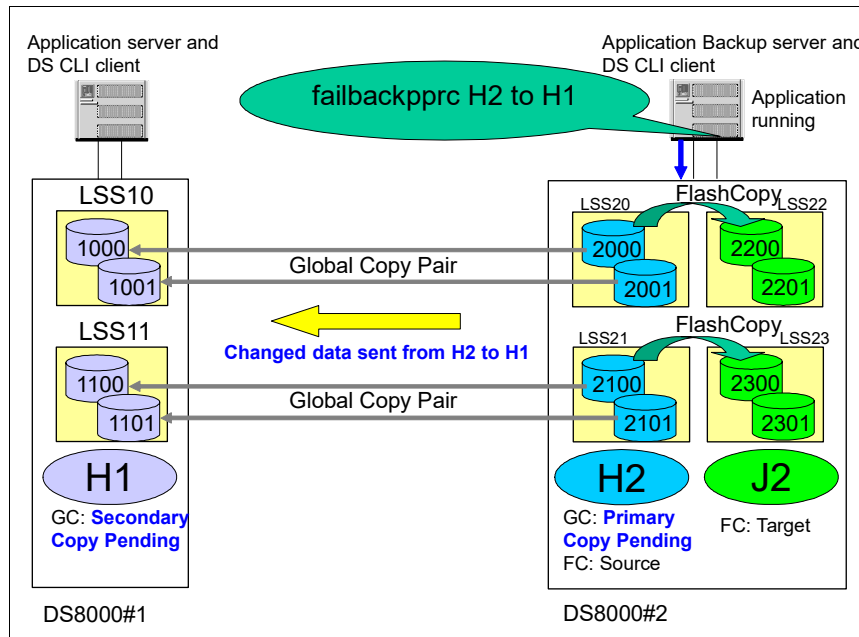 Application server and
DS CLI client
Application Backup server and
DS CLI client
failbackpprc H2 to H1
Application
running
LSS10
1000
1001
Global Copy Pair
LSS11
Changed data sent from H2 to H1
1100
1101
Global Copy Pair
H1
GC: Secondary
Copy Pending
DS8000#1
FlashCopy
LSS20
LSS22
2000
2001
2200
2201
FlashCopy
LSS21
LSS23
2100
2101
2300
2301
H2
GC: Primary
Copy Pending
FC: Source
J2
FC: Target
DS8000#2